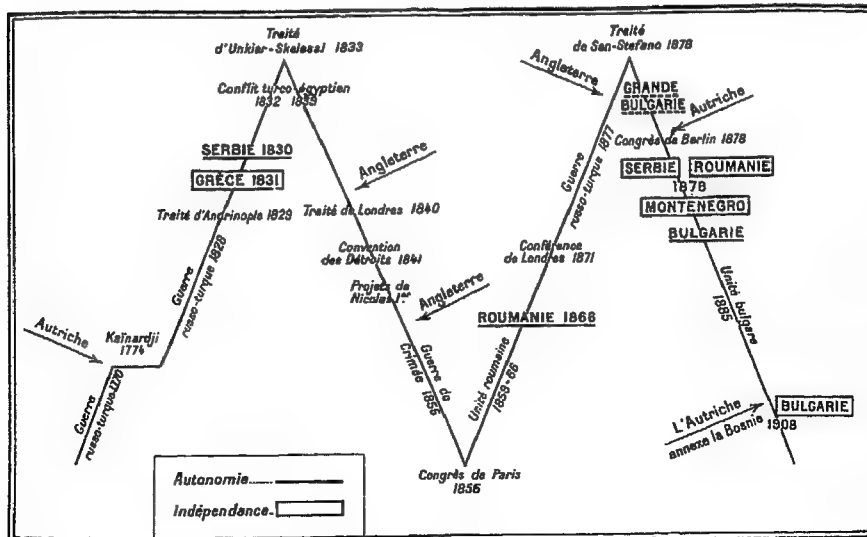 Traité
d'Unkiar-Skelessi 1833
Conflit turco-égyptien
1832 1839
SERBIE 1830
GRÈCE 1831
Traité d'Andrinople 1829
Guerre
russo-turque 1828
Autriche
Kaïnardji
1774
Guerre
russo-turque 1770
Angleterre
Traité de Londres 1840
Convention
des Détroits 1841
Projets de
Nicolas 1er
Angleterre
Guerre de
Crimée 1856
Congrès de Paris
1856
Unité roumaine
1859-66
ROUMANIE 1866
Conférence
de Londres 1871
Guerre
russo-turque 1877
Angleterre
Traité
de San-Stefano 1878
GRANDE
BULGARIE
Autriche
Congrès de Berlin 1878
SERBIE
ROUMANIE
1878
MONTENEGRO
BULGARIE
Unité bulgare
1885
L'Autriche
annexe la Bosnie 1908
BULGARIE
Autonomie
Indépendance